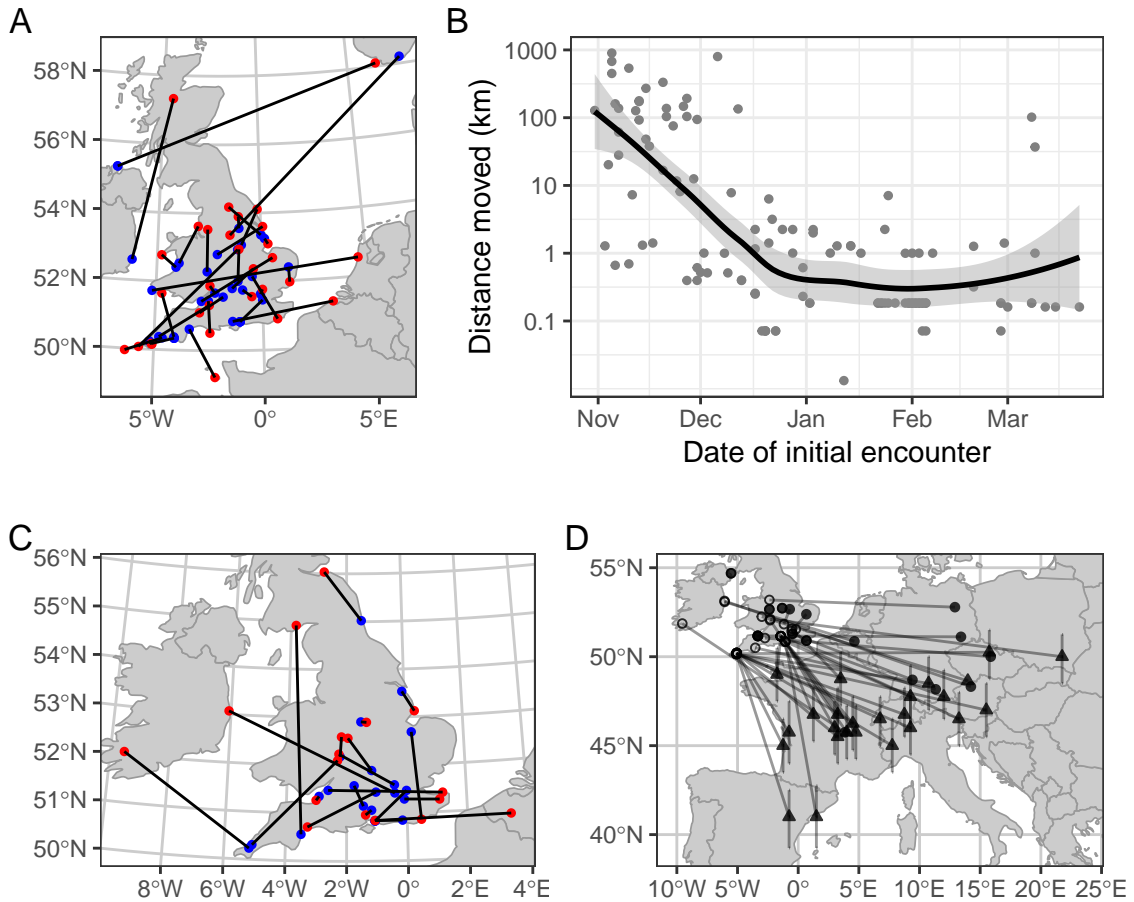 A
58°N
56°N
54°N
52°N
50°N
5°W
0°
5°E
B
1000
100
10
1
0.1
Distance moved (km)
Nov
Dec
Jan
Feb
Mar
Date of initial encounter
C
56°N
55°N
54°N
53°N
52°N
51°N
50°N
8°W
6°W
4°W
2°W
0°
2°E
4°E
D
55°N
50°N
45°N
40°N
10°W
5°W
0°
5°E
10°E
15°E
20°E
25°E